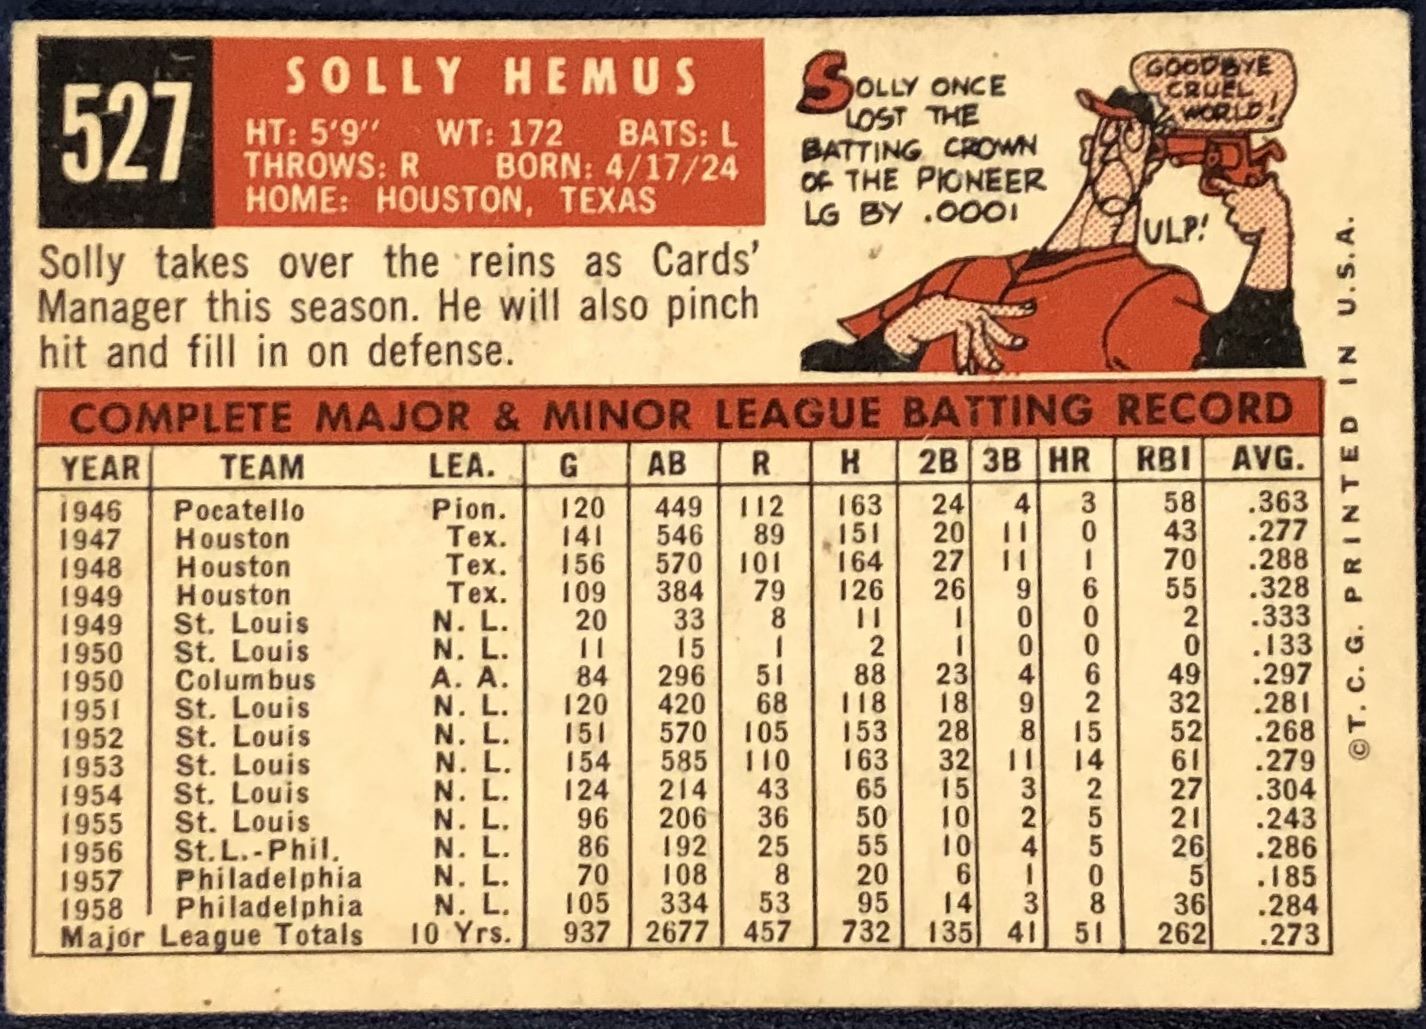 527
SOLLY HEMUS
HT: 5'9" WT: 172 BATS: L
THROWS: R BORN: 4/17/24
HOME: HOUSTON, TEXAS
Solly takes over the reins as Cards'
Manager this season. He will also pinch
hit and fill in on defense.
SOLLY ONCE
LOST THE
BATTING CROWN
OF THE PIONEER
LG BY .0001
GOODBYE
CRUEL
WORLD!
ULP!
COMPLETE MAJOR & MINOR LEAGUE BATTING RECORD
YEAR TEAM LEA. G AB R H 2B 3B HR RBI AVG.
1946 Pocatello Pion. 120 449 112 163 24 4 3 58 .363
1947 Houston Tex. 141 546 89 151 20 11 0 43 .277
1948 Houston Tex. 156 570 101 164 27 11 1 70 .288
1949 Houston Tex. 109 384 79 126 26 9 6 55 .328
1949 St. Louis N. L. 20 33 8 11 1 0 0 2 .333
1950 St. Louis N. L. 11 15 1 2 1 0 0 0 .133
1950 Columbus A. A. 84 296 51 88 23 4 6 49 .297
1951 St. Louis N. L. 120 420 68 118 18 9 2 32 .281
1952 St. Louis N. L. 151 570 105 153 28 8 15 52 .268
1953 St. Louis N. L. 154 585 110 163 32 11 14 61 .279
1954 St. Louis N. L. 124 214 43 65 15 3 2 27 .304
1955 St. Louis N. L. 96 206 36 50 10 2 5 21 .243
1956 St.L.-Phil. N. L. 86 192 25 55 10 4 5 26 .286
1957 Philadelphia N. L. 70 108 8 20 6 1 0 5 .185
1958 Philadelphia N. L. 105 334 53 95 14 3 8 36 .284
Major League Totals 10 Yrs. 937 2677 457 732 135 41 51 262 .273
©T. C. G. PRINTED IN U.S.A.